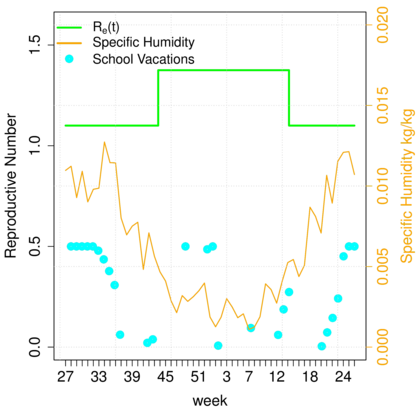 Re(t)
Specific Humidity
School Vacations
Reproductive Number
0.0
0.5
1.0
1.5
27 33 39 45 51 3 7 12 18 24
week
0.000
0.005
0.010
0.015
0.020
Specific Humidity kg/kg